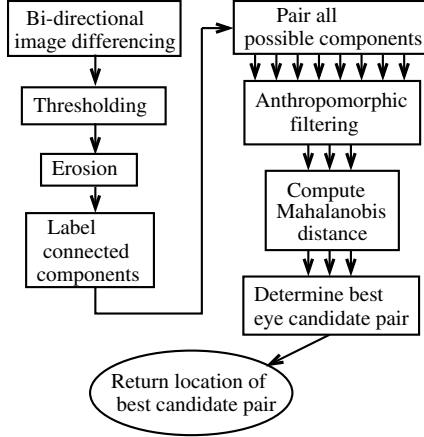 Bi-directional
image differencing
Thresholding
Erosion
Label
connected
components
Pair all
possible components
Anthropomorphic
filtering
Compute
Mahalanobis
distance
Determine best
eye candidate pair
Return location of
best candidate pair